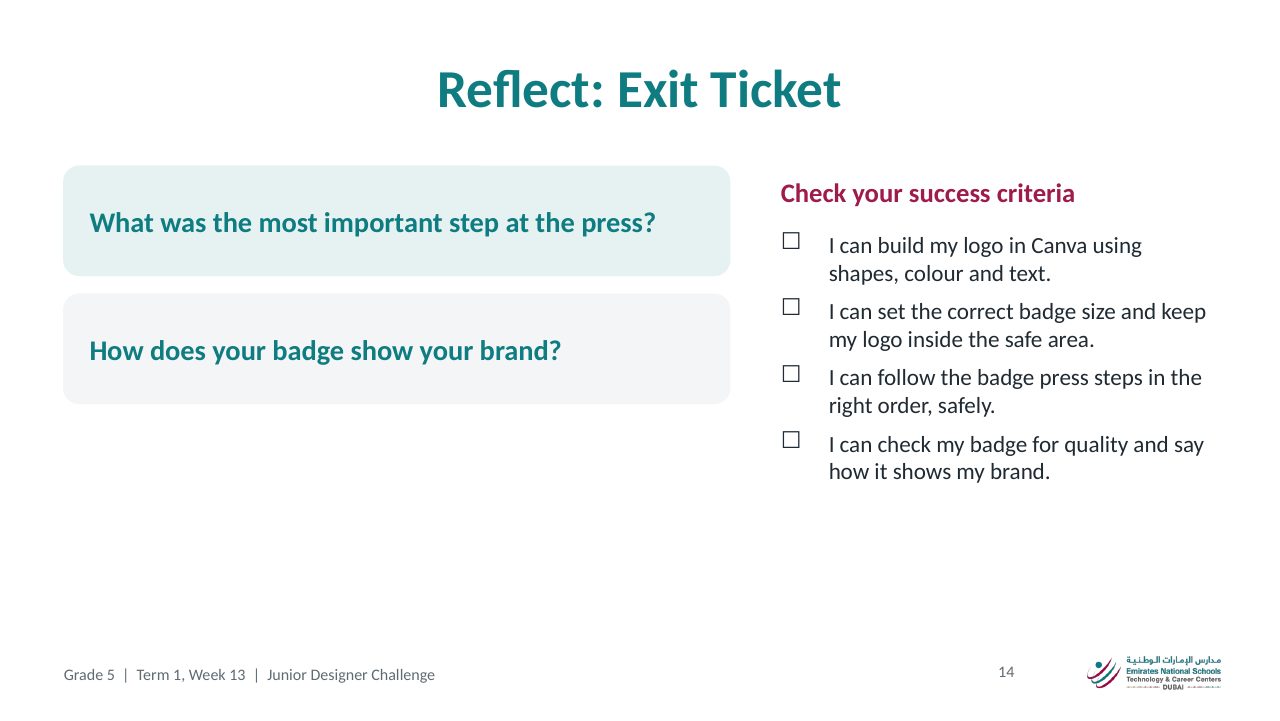 Reflect: Exit Ticket
What was the most important step at the press?
How does your badge show your brand?
Check your success criteria
☐ I can build my logo in Canva using
shapes, colour and text.
☐ I can set the correct badge size and keep
my logo inside the safe area.
☐ I can follow the badge press steps in the
right order, safely.
☐ I can check my badge for quality and say
how it shows my brand.
Grade 5 | Term 1, Week 13 | Junior Designer Challenge
14
مدارس الإمارات الوطنية
Emirates National Schools
Technology & Career Centers
DUBAI